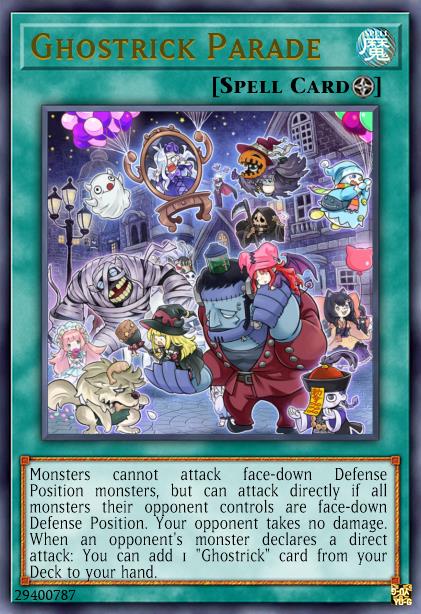 Ghostrick Parade
SPELL
魔
[Spell Card]
Monsters cannot attack face-down Defense
Position monsters, but can attack directly if all
monsters their opponent controls are face-down
Defense Position. Your opponent takes no damage.
When an opponent's monster declares a direct
attack: You can add 1 "Ghostrick" card from your
Deck to your hand.
29400787